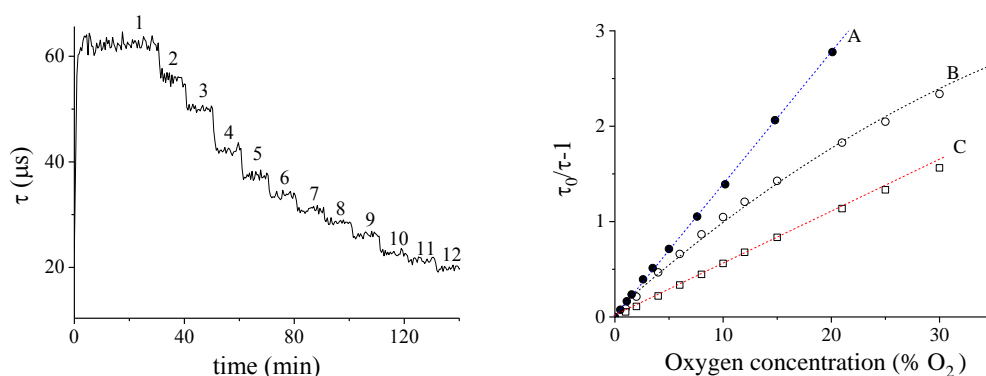 1
2
3
4
5
6
7
8
9
10 11 12
60
40
20
τ (μs)
0 40 80 120
time (min)
A
B
C
3
2
1
0
τ₀/τ-1
0 10 20 30
Oxygen concentration (% O₂)